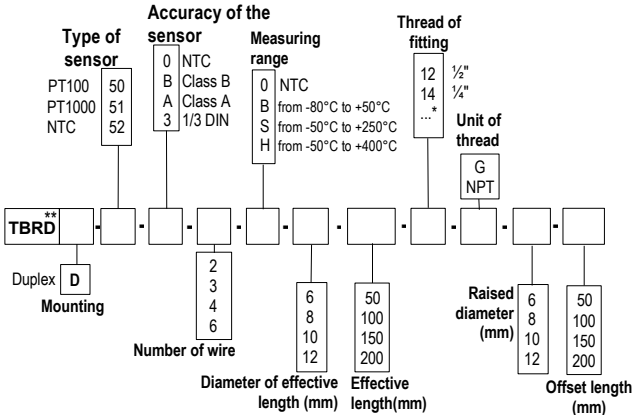 Type of
sensor
PT100 50
PT1000 51
NTC 52
Accuracy of the
sensor
0 NTC
B Class B
A Class A
3 1/3 DIN
Measuring
range
0 NTC
B from -80°C to +50°C
S from -50°C to +250°C
H from -50°C to +400°C
Thread of
fitting
12 ½"
14 ¼"
...*
Unit of
thread
G
NPT
TBRD** - - - - - - - - - -
Duplex D
Mounting
2
3
4
6
Number of wire
6
8
10
12
Diameter of effective
length (mm)
50
100
150
200
Effective
length(mm)
Raised
diameter
(mm)
6
8
10
12
50
100
150
200
Offset length
(mm)